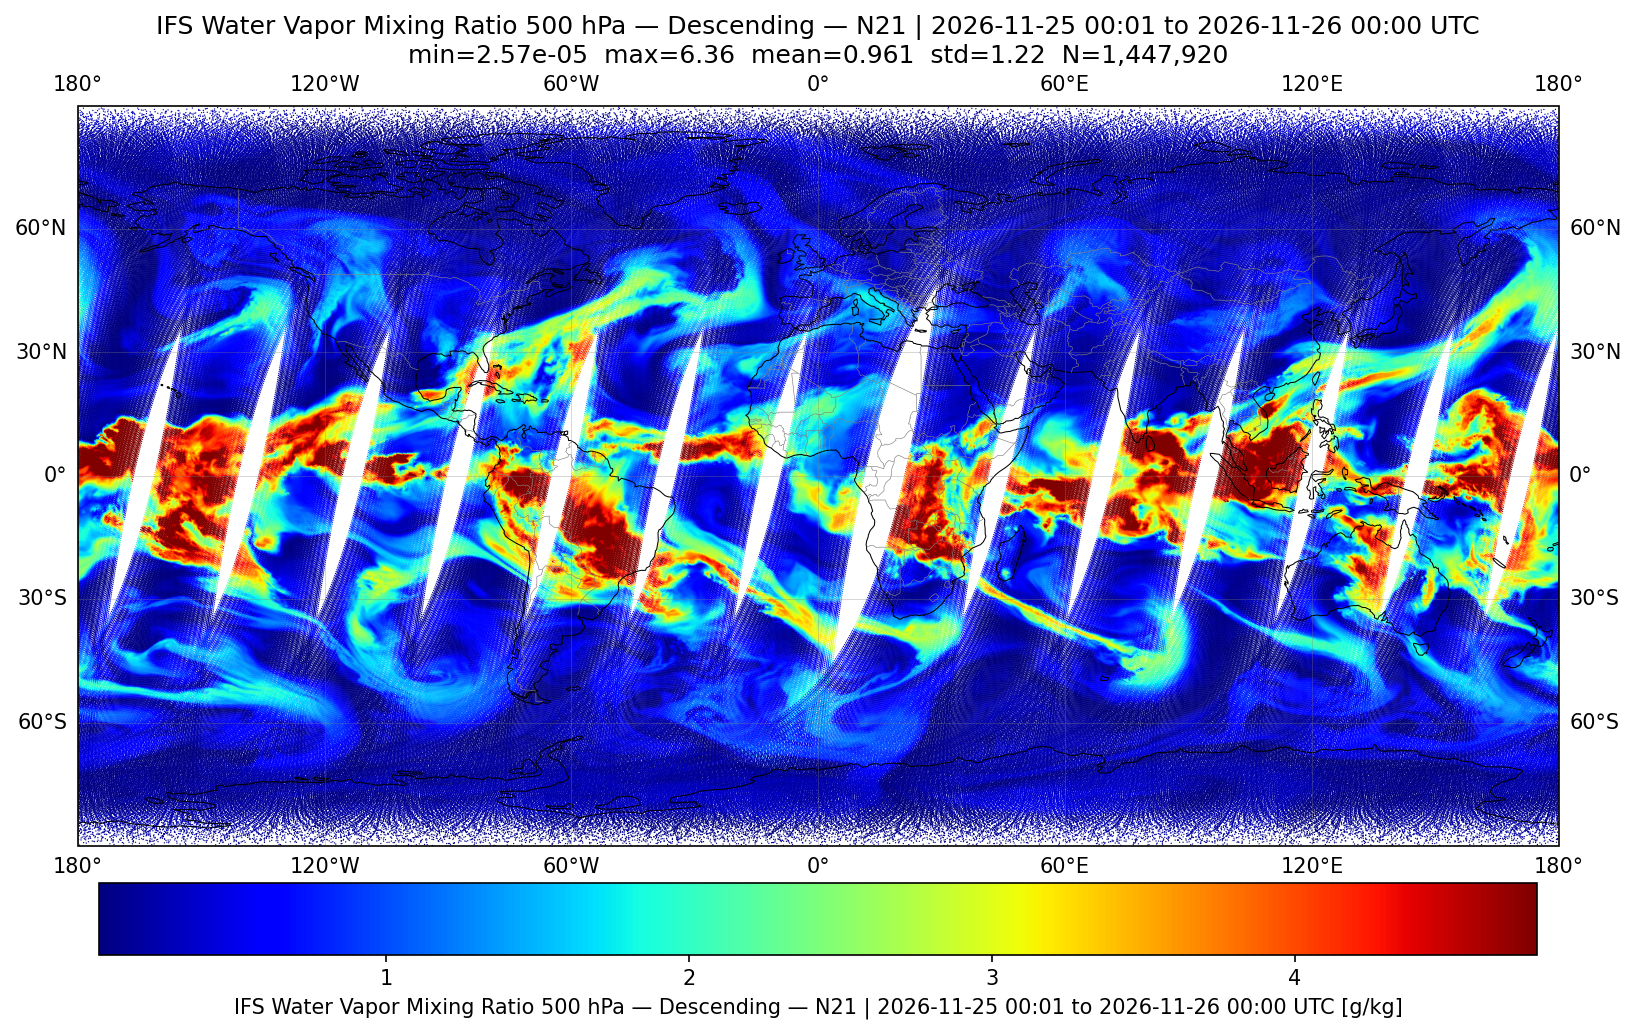 IFS Water Vapor Mixing Ratio 500 hPa — Descending — N21 | 2026-11-25 00:01 to 2026-11-26 00:00 UTC
min=2.57e-05  max=6.36  mean=0.961  std=1.22  N=1,447,920
180° 120°W 60°W 0° 60°E 120°E 180°
60°N 60°N
30°N 30°N
0° 0°
30°S 30°S
60°S 60°S
180° 120°W 60°W 0° 60°E 120°E 180°
1 2 3 4
IFS Water Vapor Mixing Ratio 500 hPa — Descending — N21 | 2026-11-25 00:01 to 2026-11-26 00:00 UTC [g/kg]